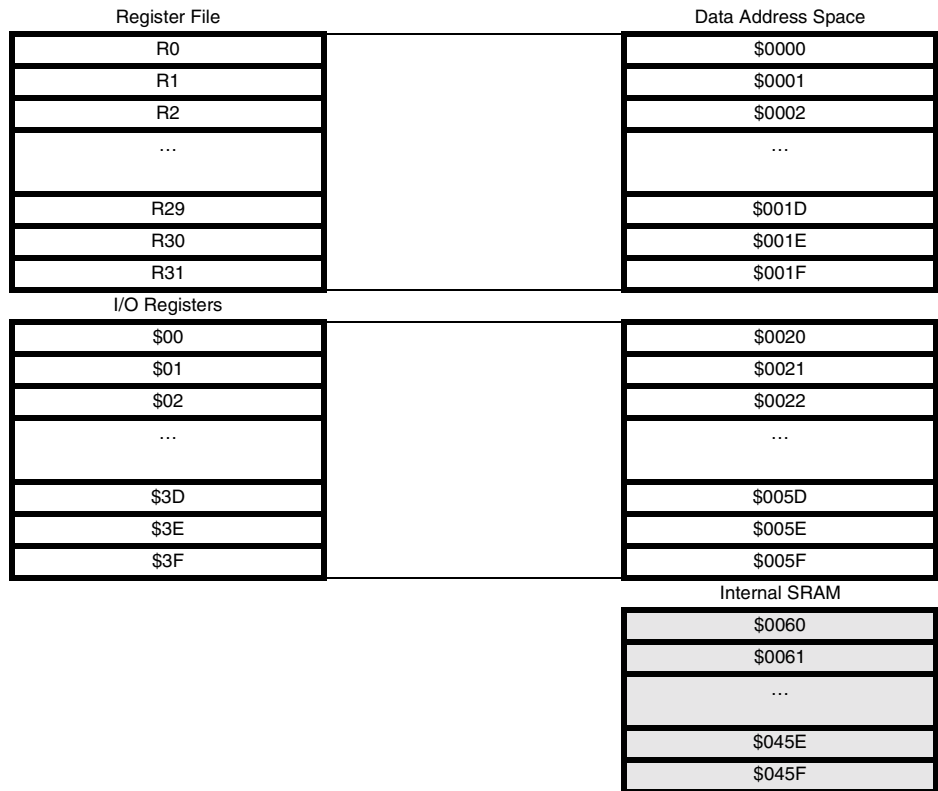 Register File Data Address Space
R0 $0000
R1 $0001
R2 $0002
... ...
R29 $001D
R30 $001E
R31 $001F
I/O Registers
$00 $0020
$01 $0021
$02 $0022
... ...
$3D $005D
$3E $005E
$3F $005F
Internal SRAM
$0060
$0061
...
$045E
$045F